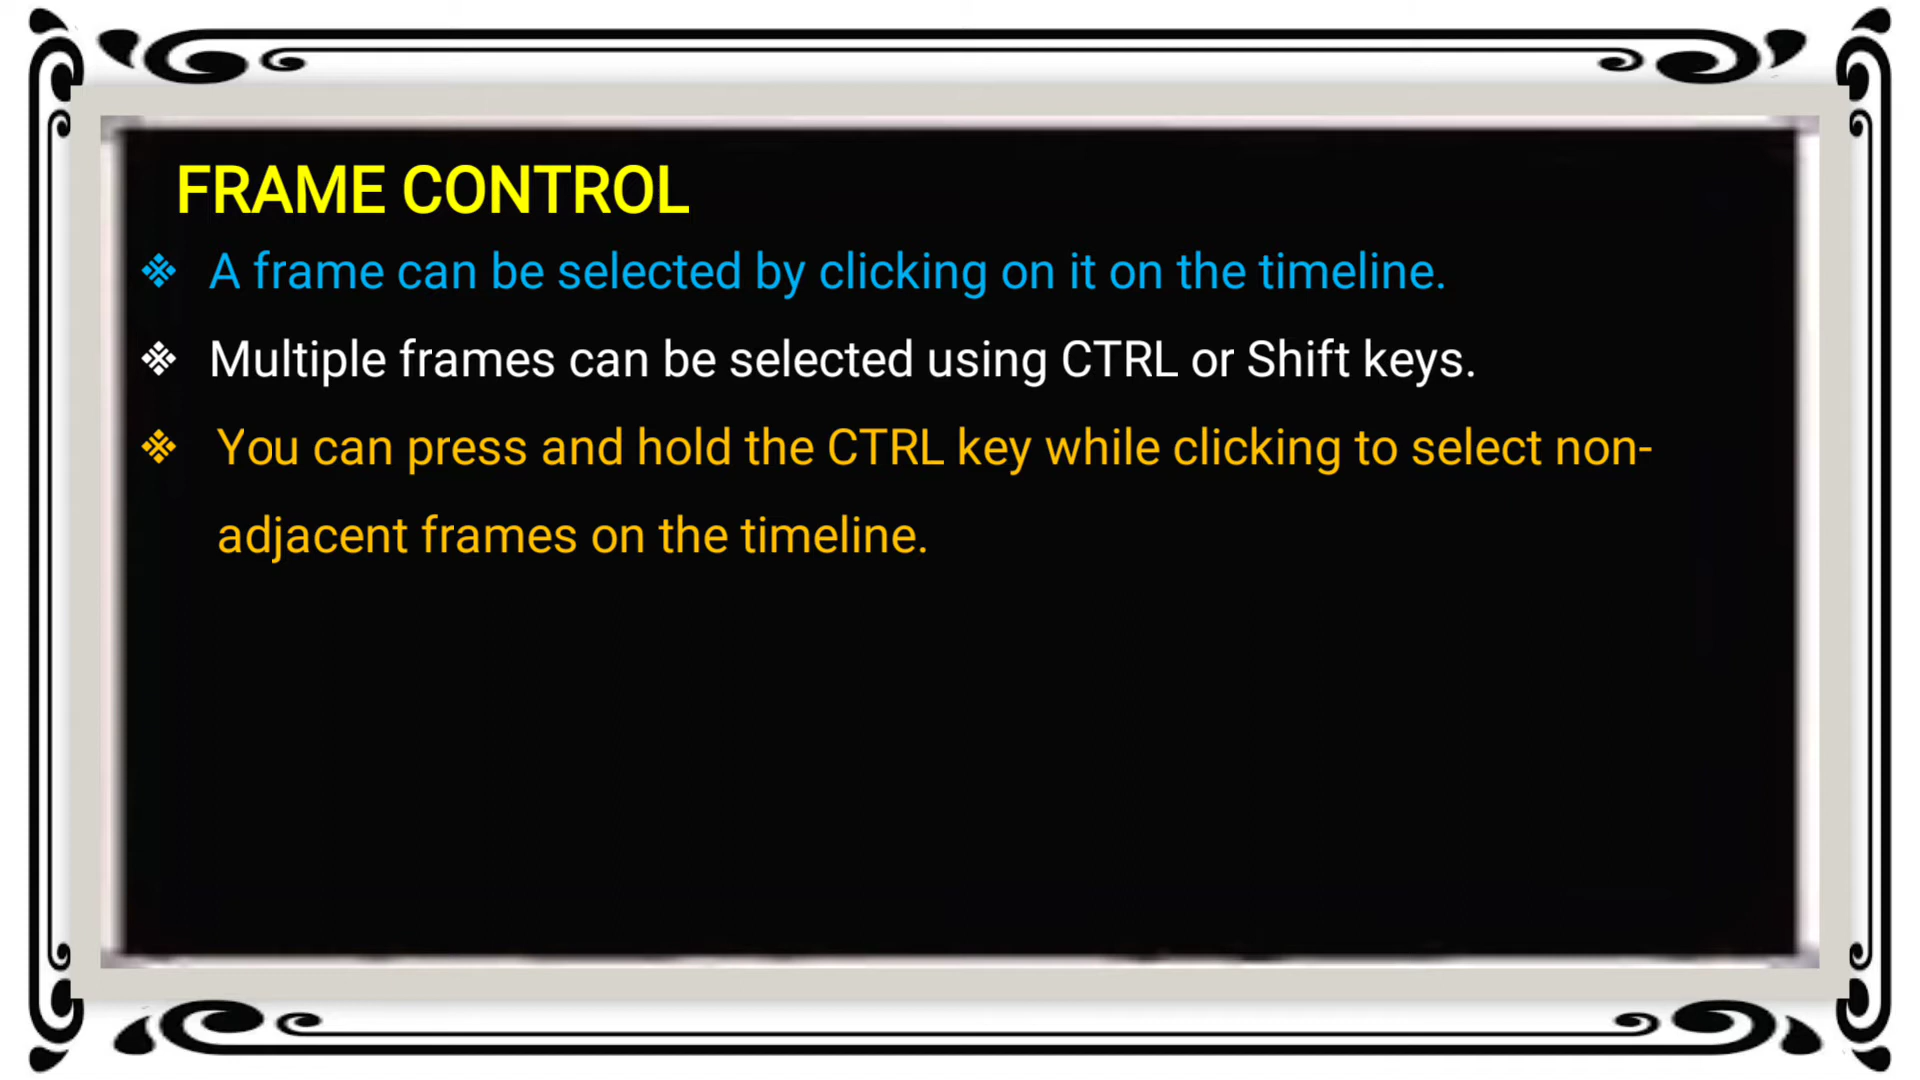 FRAME CONTROL
❖ A frame can be selected by clicking on it on the timeline.
❖ Multiple frames can be selected using CTRL or Shift keys.
❖ You can press and hold the CTRL key while clicking to select non-
adjacent frames on the timeline.